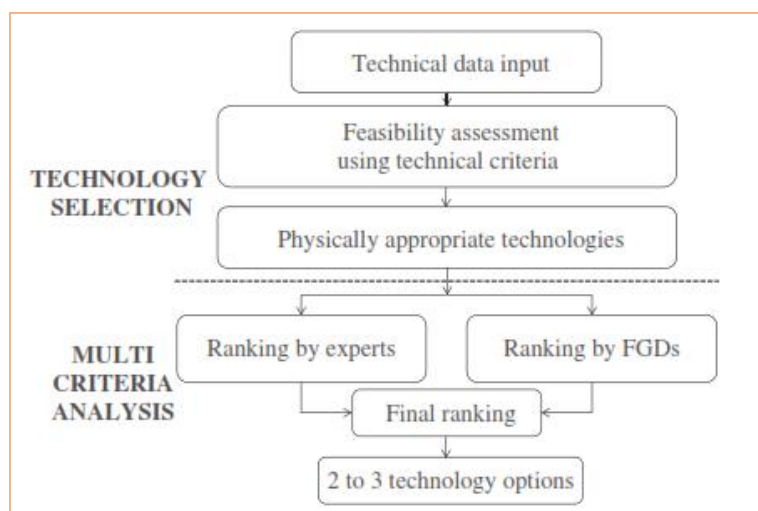 Technical data input
Feasibility assessment
using technical criteria
TECHNOLOGY
SELECTION
Physically appropriate technologies
Ranking by experts
Ranking by FGDs
MULTI
CRITERIA
ANALYSIS
Final ranking
2 to 3 technology options